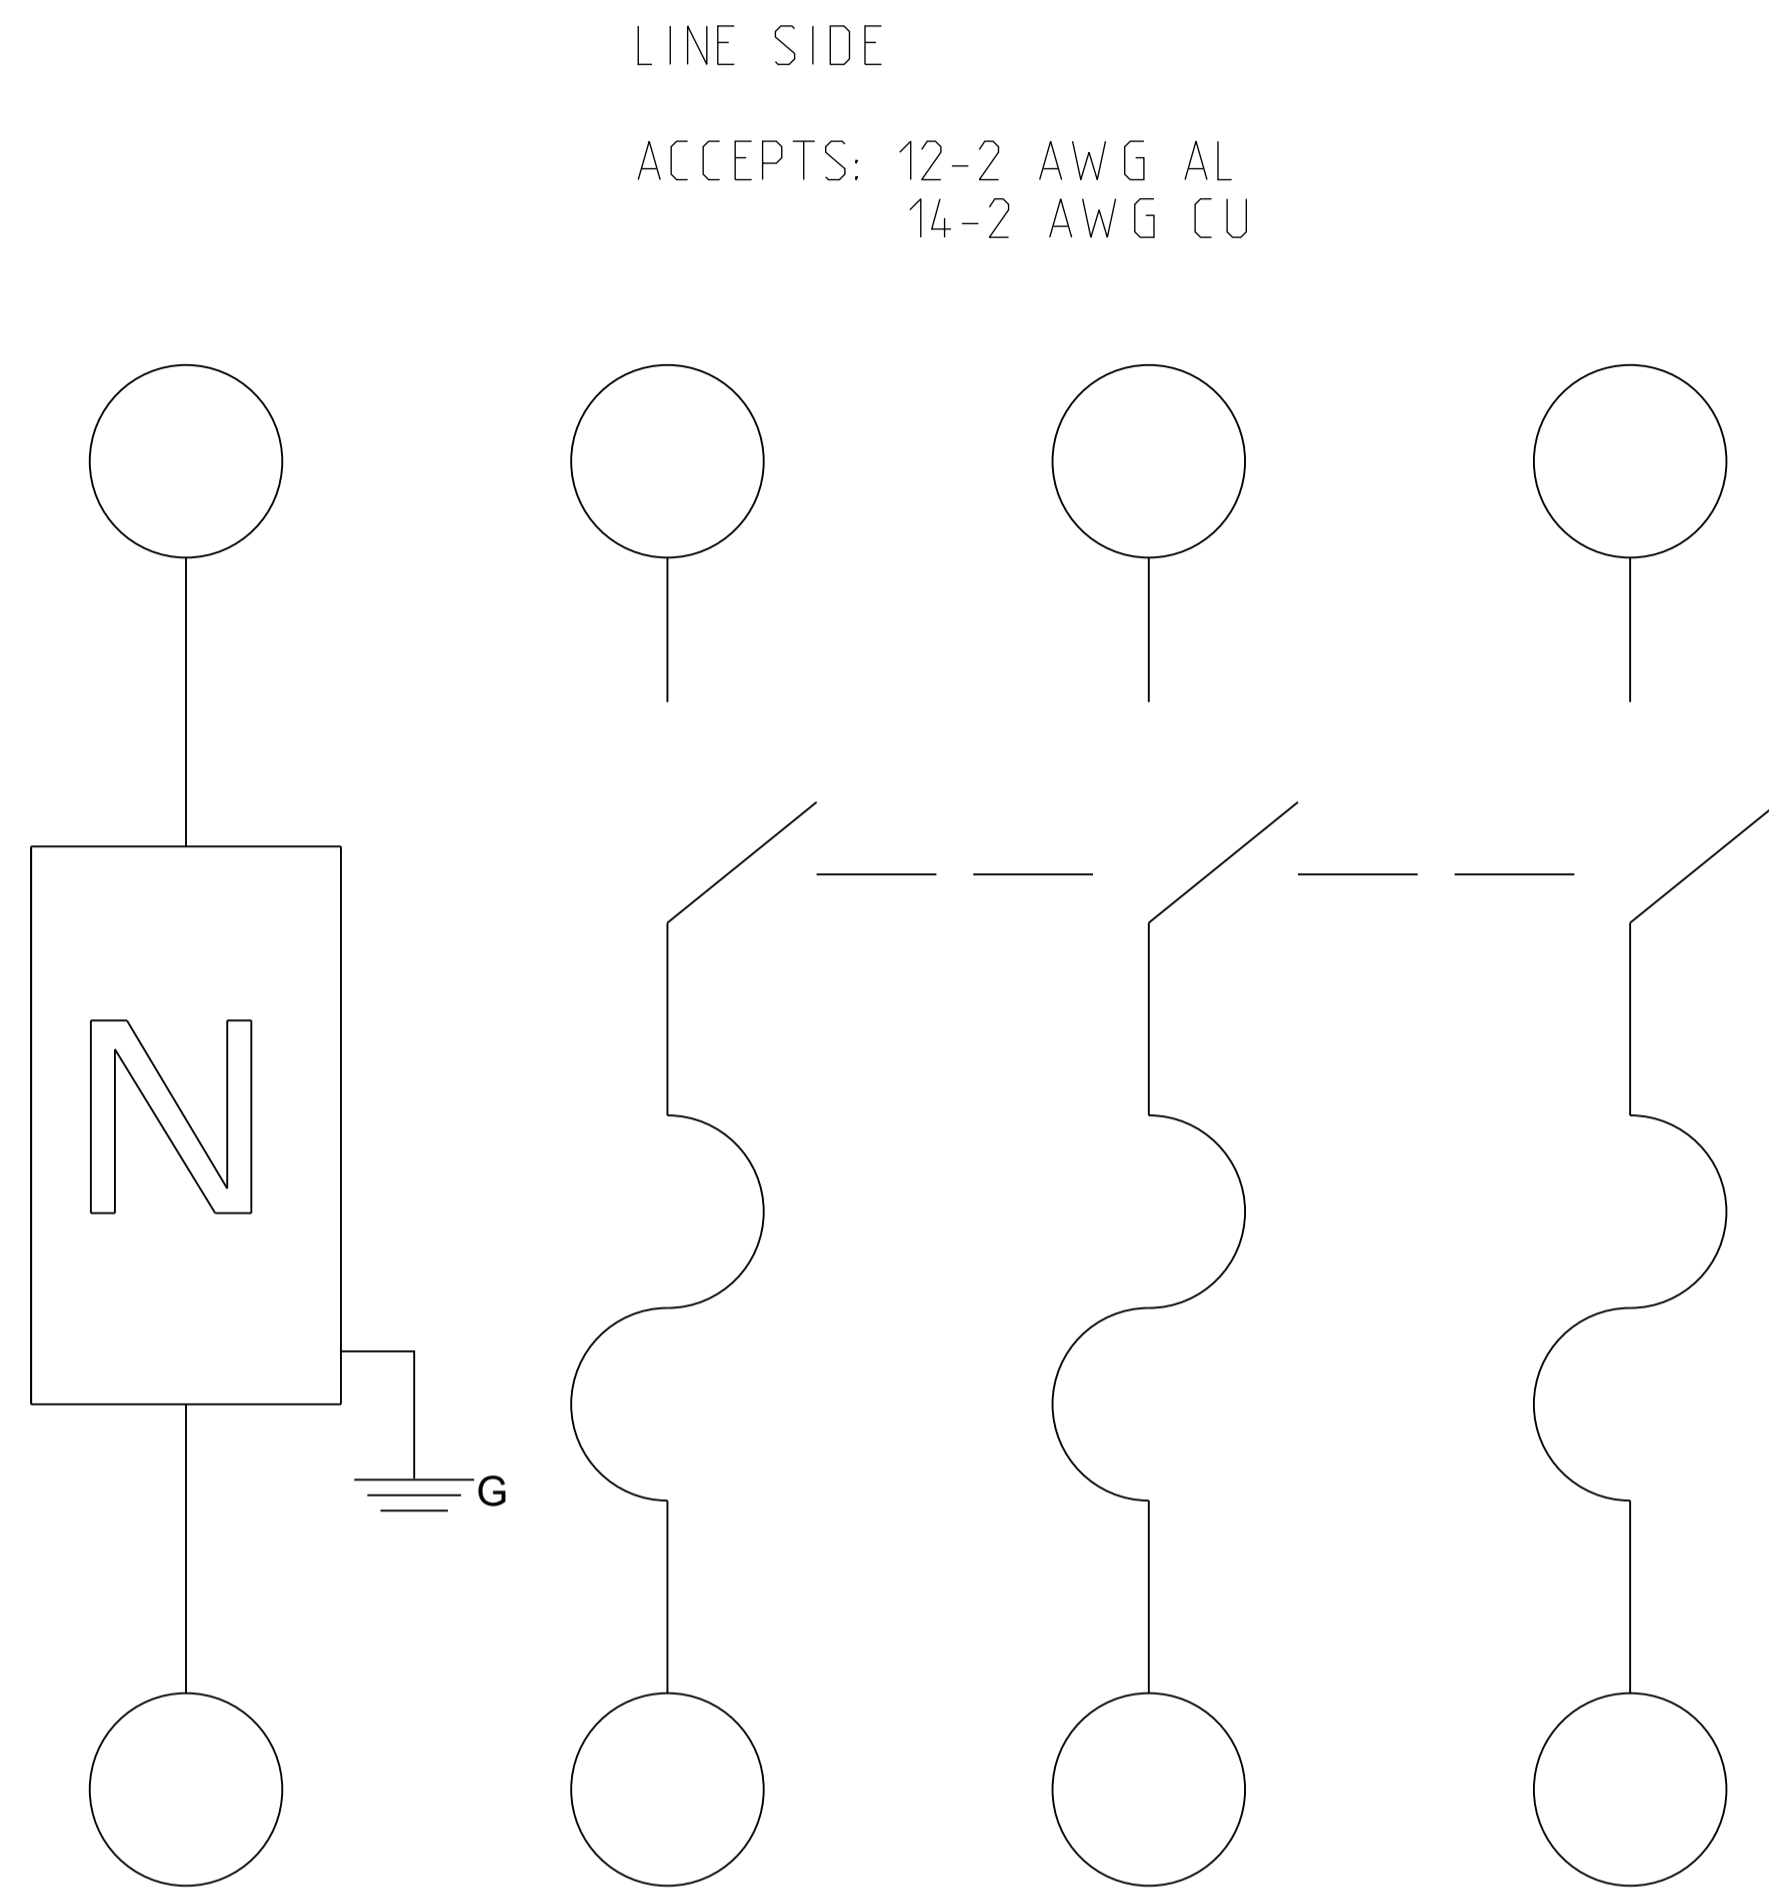 LINE SIDE
ACCEPTS: 12-2 AWG AL
14-2 AWG CU
N
G